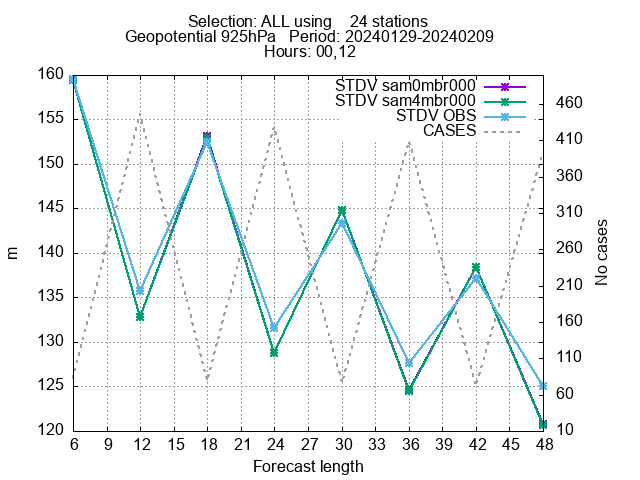 Selection: ALL using    24 stations
Geopotential 925hPa   Period: 20240129-20240209
Hours: 00,12
STDV sam0mbr000
STDV sam4mbr000
STDV OBS
CASES
160
155
150
145
140
135
130
125
120
m
460
410
360
310
260
210
160
110
60
10
No cases
6 9 12 15 18 21 24 27 30 33 36 39 42 45 48
Forecast length